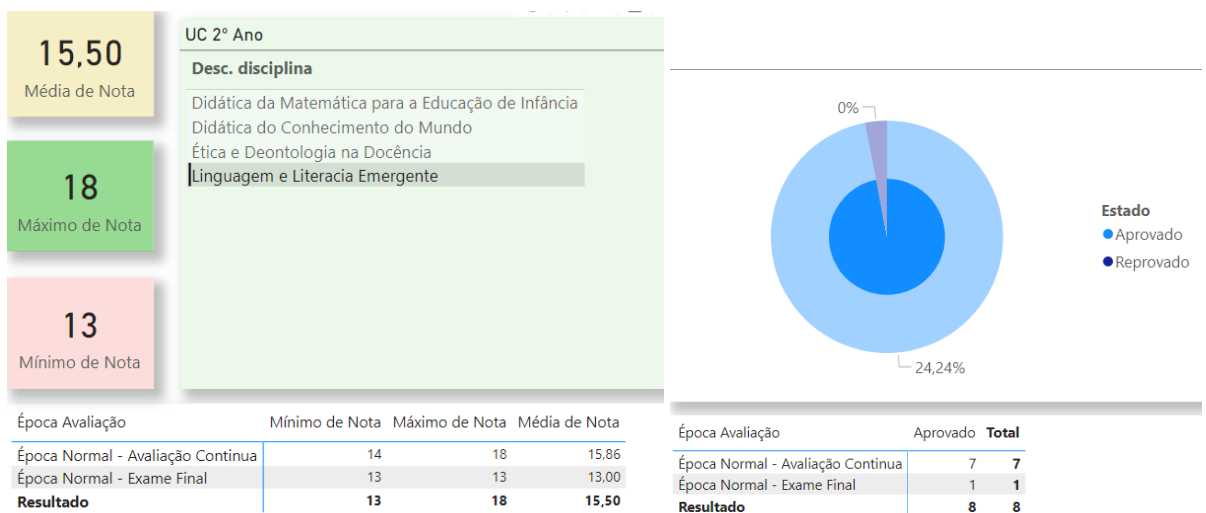 15,50
Média de Nota
18
Máximo de Nota
13
Mínimo de Nota
UC 2º Ano
Desc. disciplina
Didática da Matemática para a Educação de Infância
Didática do Conhecimento do Mundo
Ética e Deontologia na Docência
Linguagem e Literacia Emergente
0%
24,24%
Estado
Aprovado
Reprovado
Época Avaliação Mínimo de Nota Máximo de Nota Média de Nota
Época Normal - Avaliação Continua 14 18 15,86
Época Normal - Exame Final 13 13 13,00
Resultado 13 18 15,50
Época Avaliação Aprovado Total
Época Normal - Avaliação Continua 7 7
Época Normal - Exame Final 1 1
Resultado 8 8